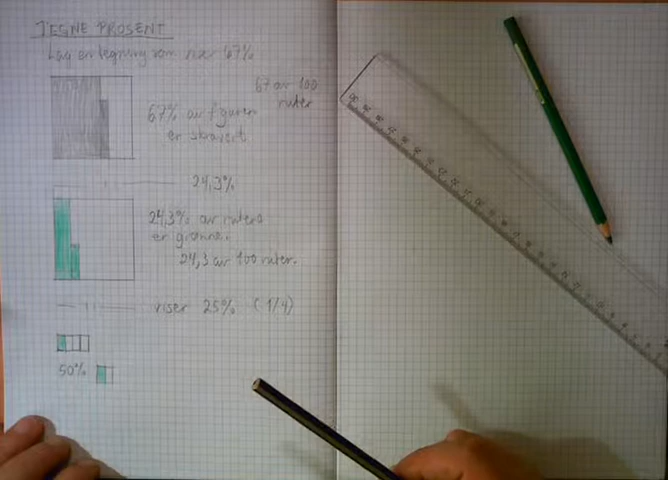 TEGNE PROSENT
Lag en tegning som viser 67%
67 av 100
ruter
67% av figuren
er skravert
24,3%
24,3% av rutene
er grønne.
24,3 av 100 ruter.
viser 25% (1/4)
50%